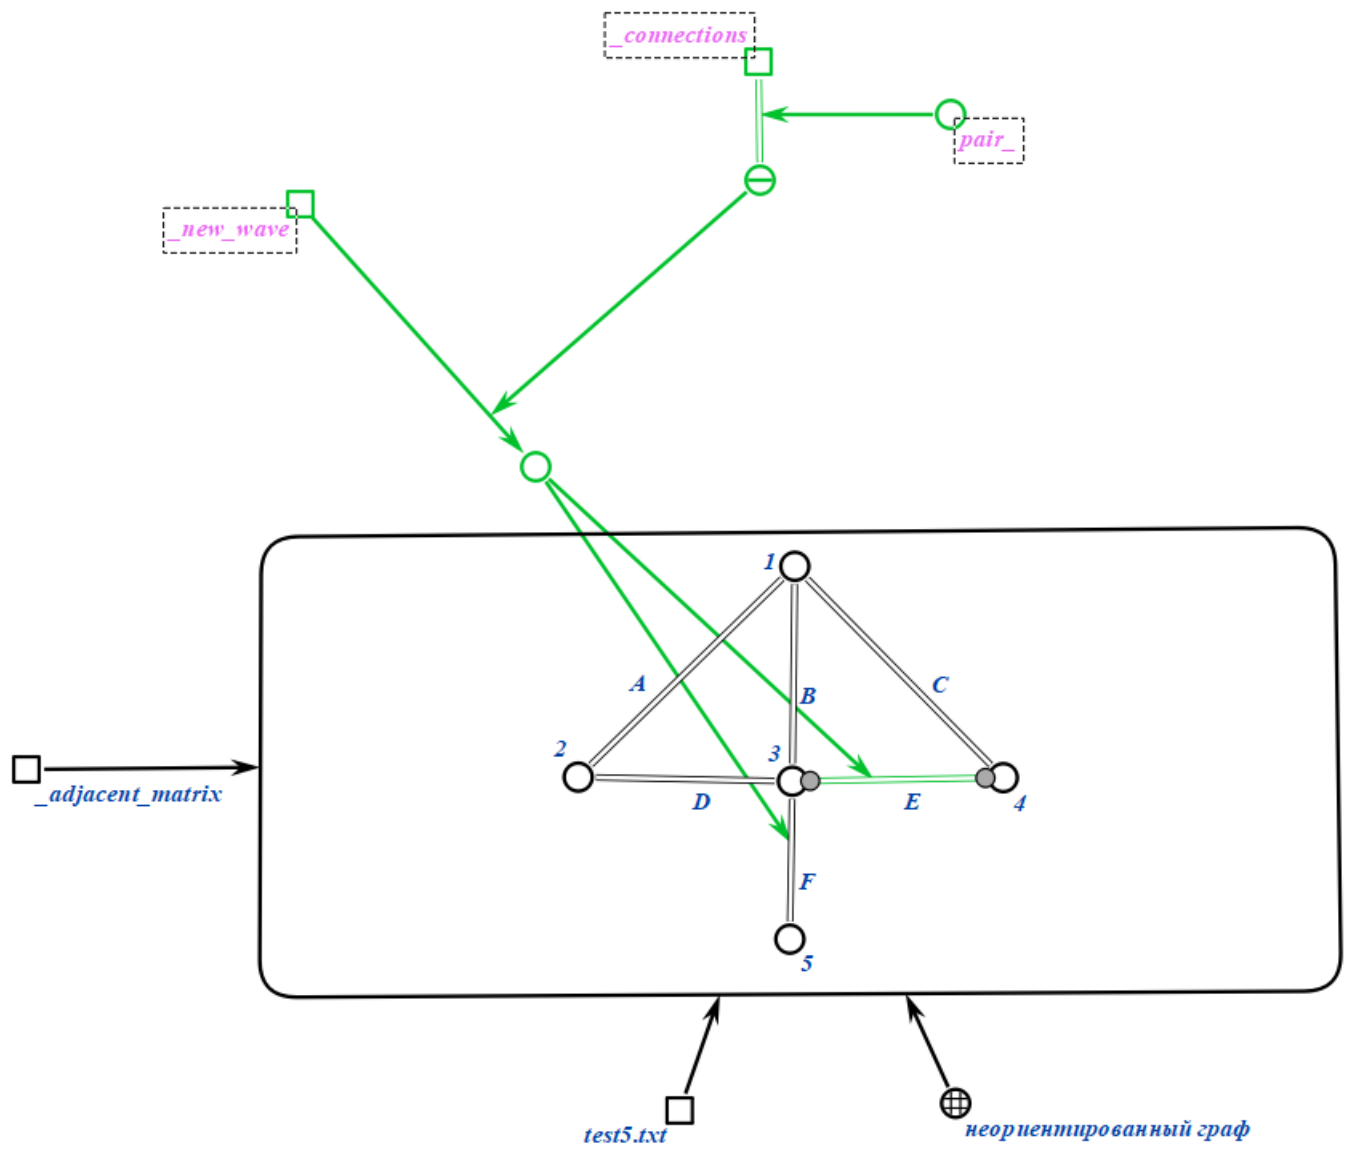 _connections
pair_
_new_wave
1
A
B
C
2
3
D
E
4
_adjacent_matrix
F
5
test5.txt
неориентированный граф